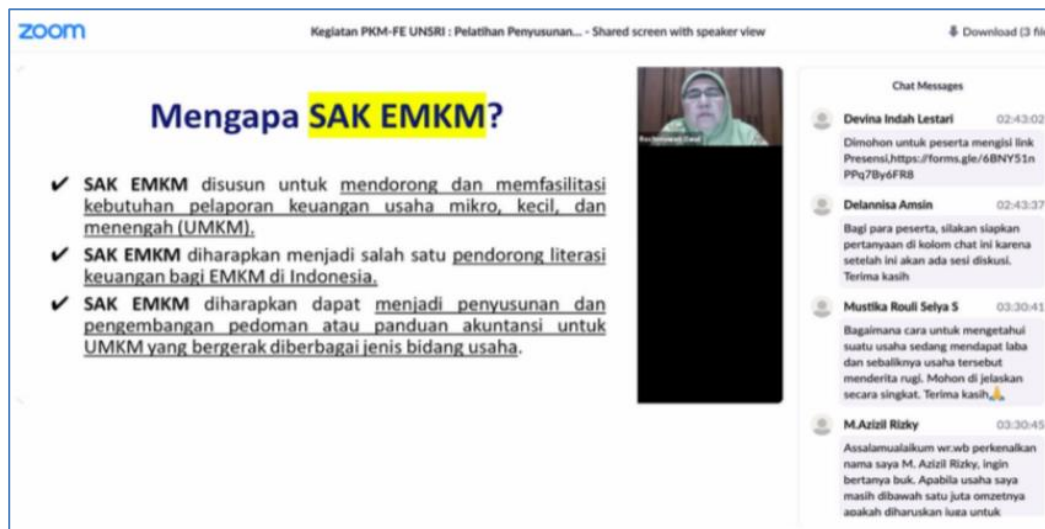 zoom
Kegiatan PKM-FE UNSRI : Pelatihan Penyusunan... - Shared screen with speaker view
Download (3 fil
Mengapa SAK EMKM?
✔ SAK EMKM disusun untuk mendorong dan memfasilitasi
kebutuhan pelaporan keuangan usaha mikro, kecil, dan
menengah (UMKM).
✔ SAK EMKM diharapkan menjadi salah satu pendorong literasi
keuangan bagi EMKM di Indonesia.
✔ SAK EMKM diharapkan dapat menjadi penyusunan dan
pengembangan pedoman atau panduan akuntansi untuk
UMKM yang bergerak diberbagai jenis bidang usaha.
Chat Messages
Devina Indah Lestari 02:43:02
Dimohon untuk peserta mengisi link
Presensi,https://forms.gle/6BNY51n
PPq7By6FR8
Delannisa Amsin 02:43:37
Bagi para peserta, silakan siapkan
pertanyaan di kolom chat ini karena
setelah ini akan ada sesi diskusi.
Terima kasih
Mustika Rouli Selya S 03:30:41
Bagaimana cara untuk mengetahui
suatu usaha sedang mendapat laba
dan sebaliknya usaha tersebut
menderita rugi. Mohon di jelaskan
secara singkat. Terima kasih🙏
M.Azizil Rizky 03:30:45
Assalamualaikum wr.wb perkenalkan
nama saya M. Azizil Rizky, ingin
bertanya buk. Apabila usaha saya
masih dibawah satu juta omzetnya
apakah diharuskan juga untuk